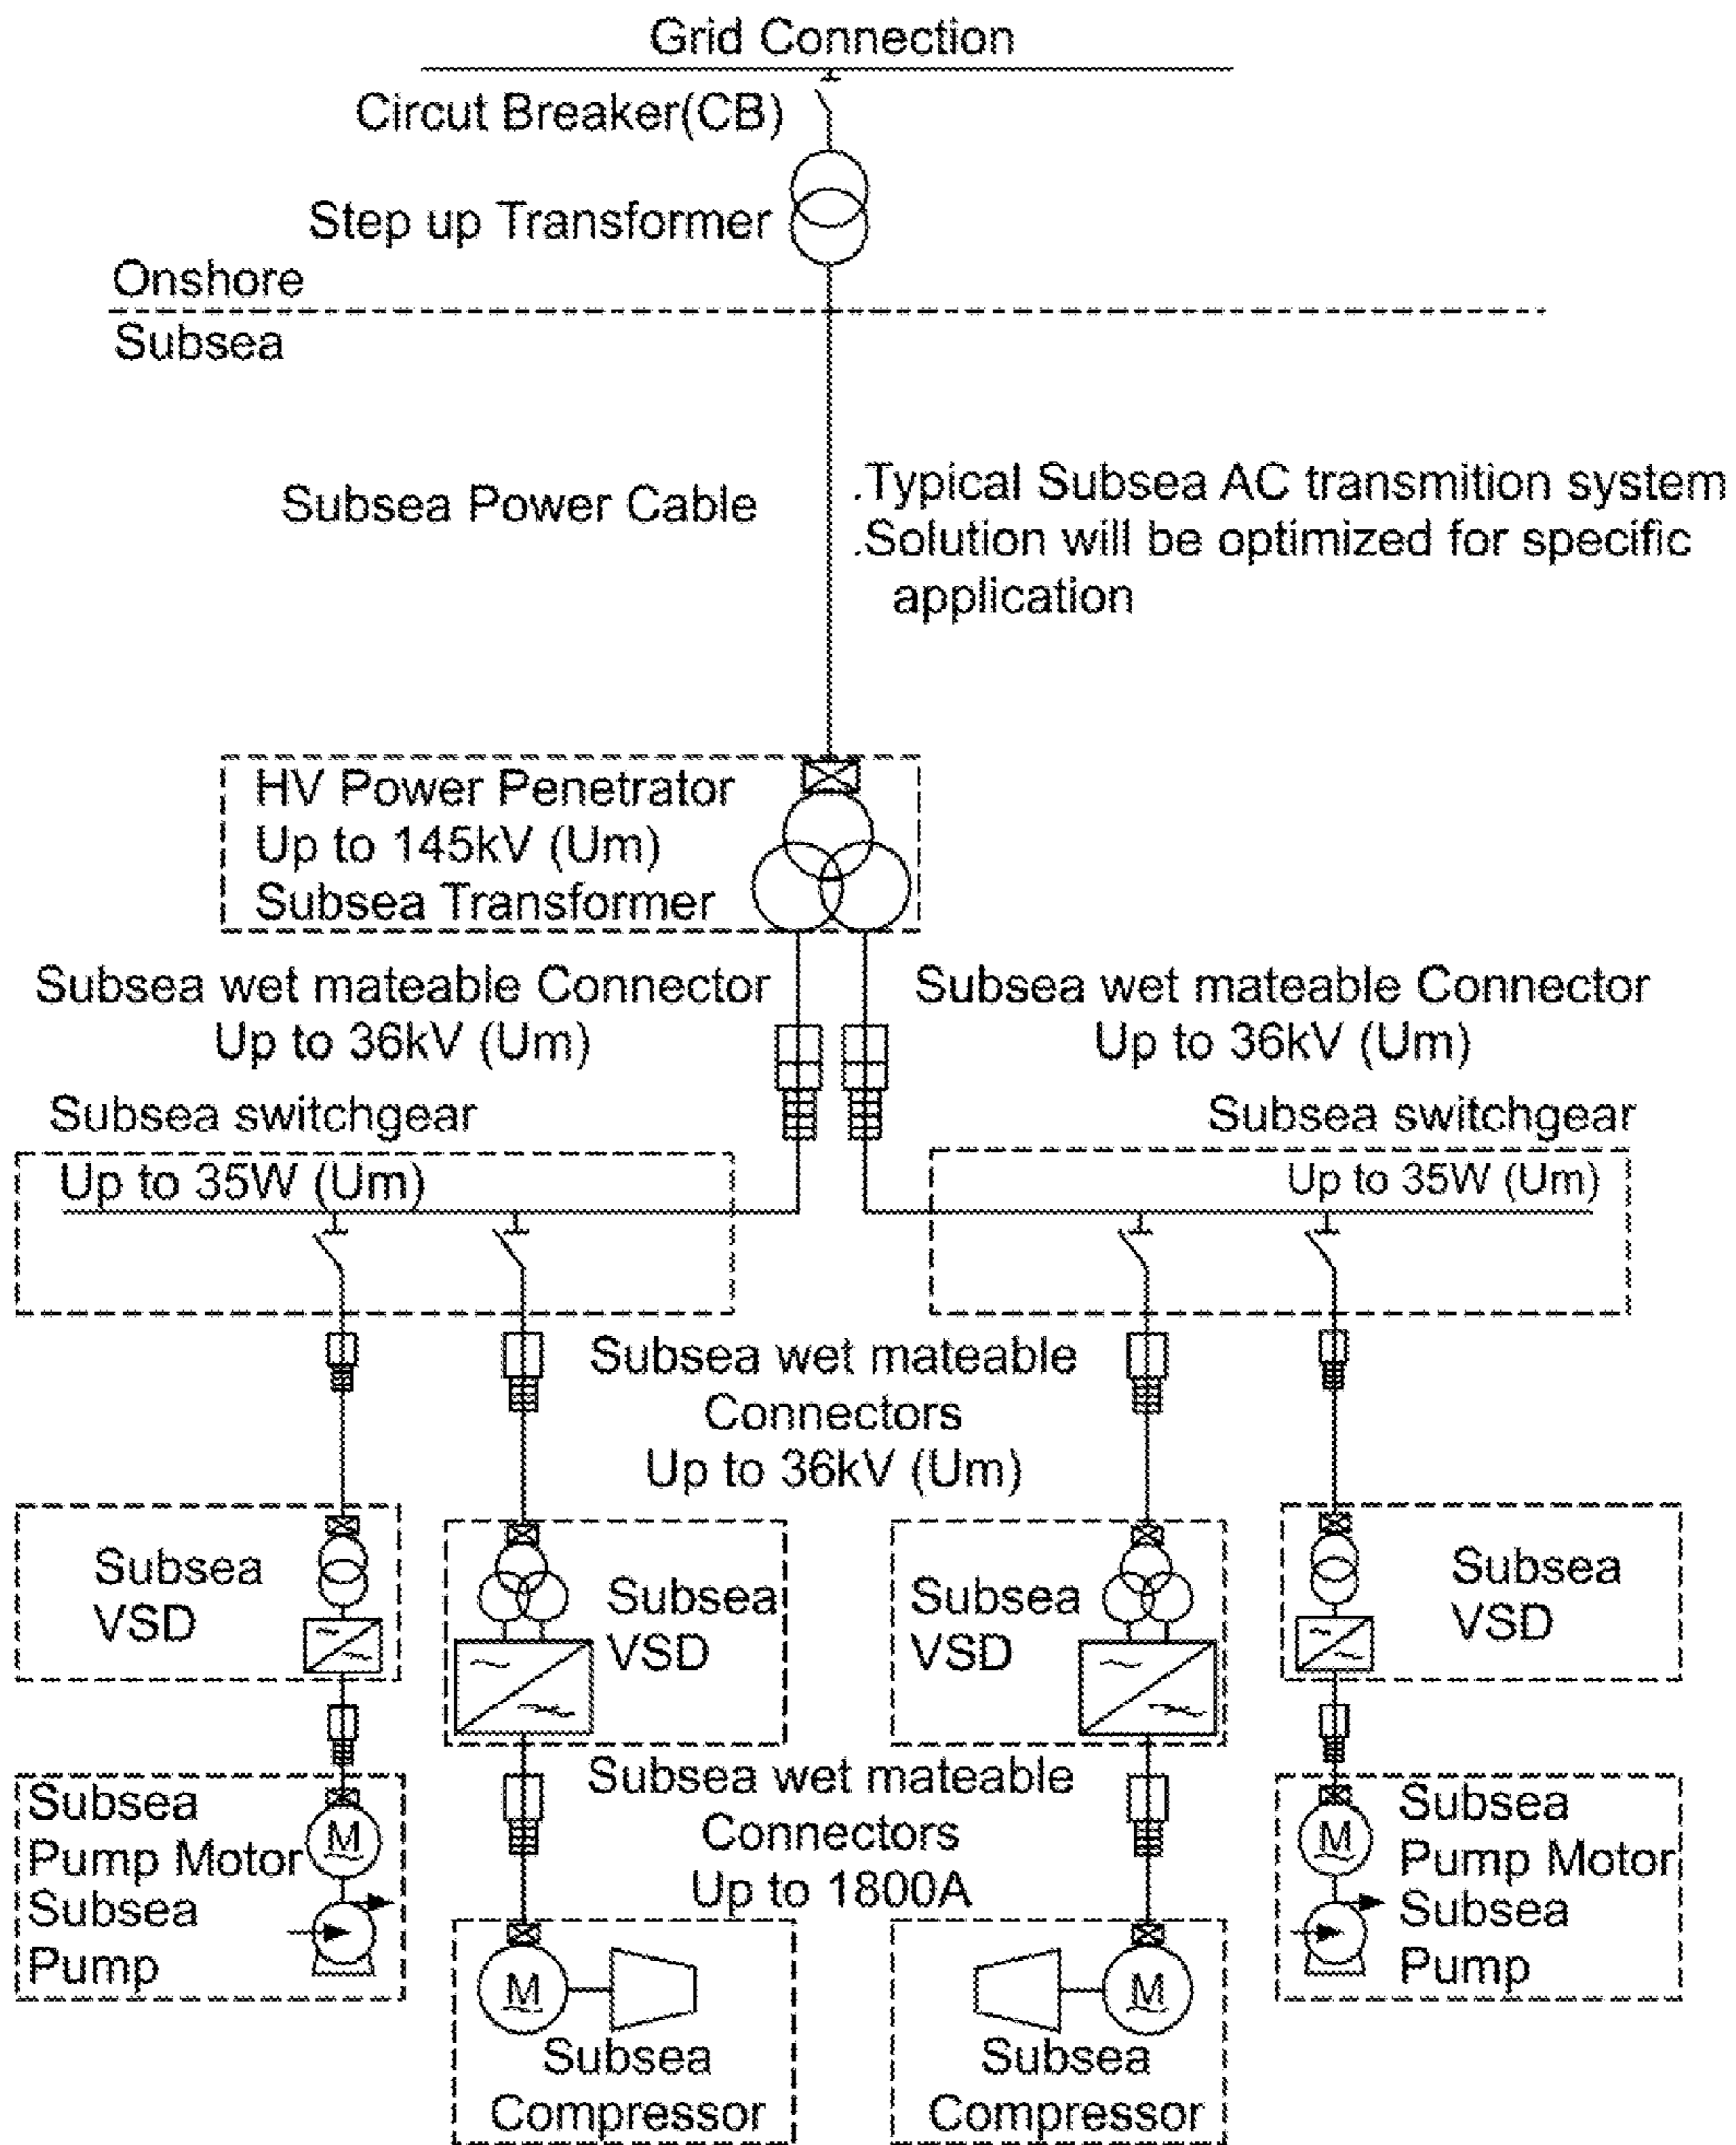 Grid Connection
Circut Breaker(CB)
Step up Transformer
Onshore
Subsea
Subsea Power Cable
.Typical Subsea AC transmition system
.Solution will be optimized for specific
application
HV Power Penetrator
Up to 145kV (Um)
Subsea Transformer
Subsea wet mateable Connector
Up to 36kV (Um)
Subsea wet mateable Connector
Up to 36kV (Um)
Subsea switchgear
Up to 35W (Um)
Subsea switchgear
Up to 35W (Um)
Subsea wet mateable
Connectors
Up to 36kV (Um)
Subsea
VSD
Subsea
VSD
Subsea
VSD
Subsea
VSD
Subsea wet mateable
Connectors
Up to 1800A
Subsea
Pump Motor
Subsea
Pump
M
M
Subsea
Compressor
M
Subsea
Compressor
M
Subsea
Pump Motor
Subsea
Pump